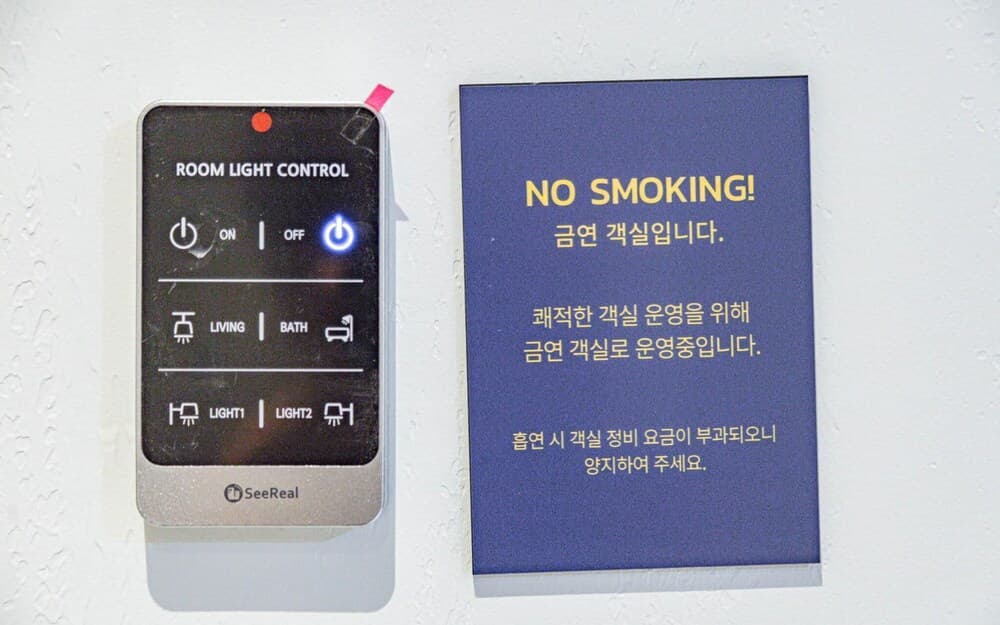 ROOM LIGHT CONTROL
ON | OFF
LIVING | BATH
LIGHT1 | LIGHT2
SeeReal
NO SMOKING!
금연 객실입니다.
쾌적한 객실 운영을 위해
금연 객실로 운영중입니다.
흡연 시 객실 정비 요금이 부과되오니
양지하여 주세요.